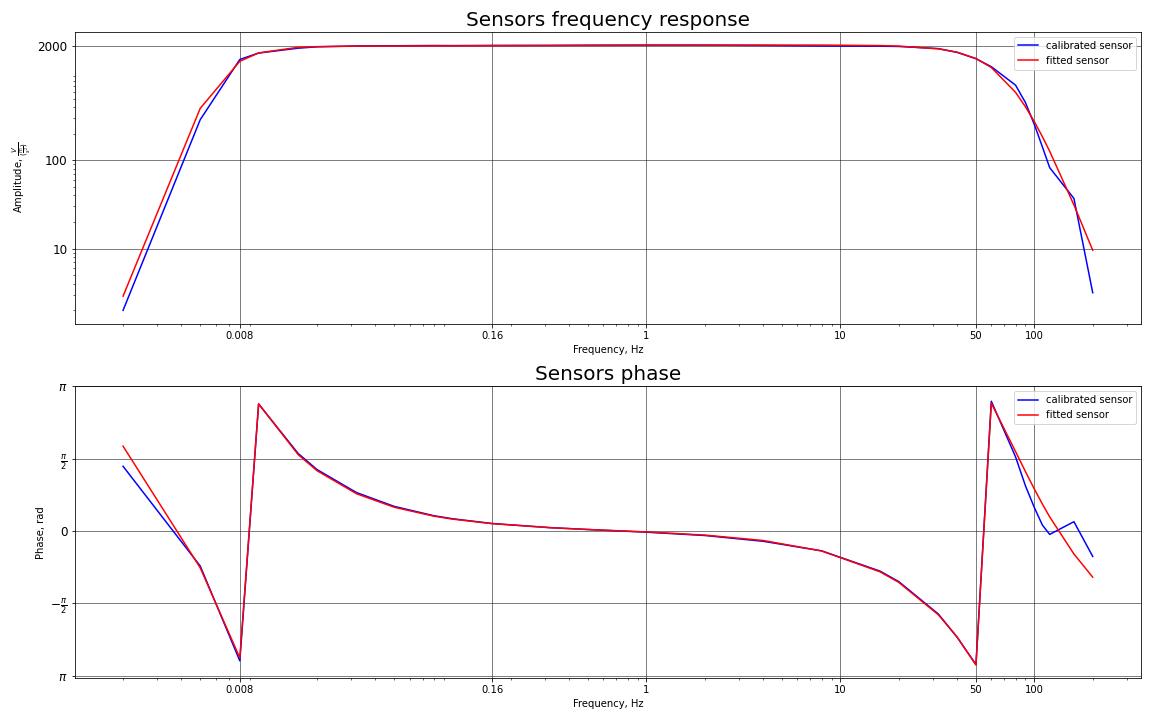 Sensors frequency response
2000
100
10
Amplitude,
calibrated sensor
fitted sensor
0.008 0.16 1 10 50 100
Frequency, Hz
Sensors phase
π
π/2
0
−π/2
π
Phase, rad
calibrated sensor
fitted sensor
0.008 0.16 1 10 50 100
Frequency, Hz